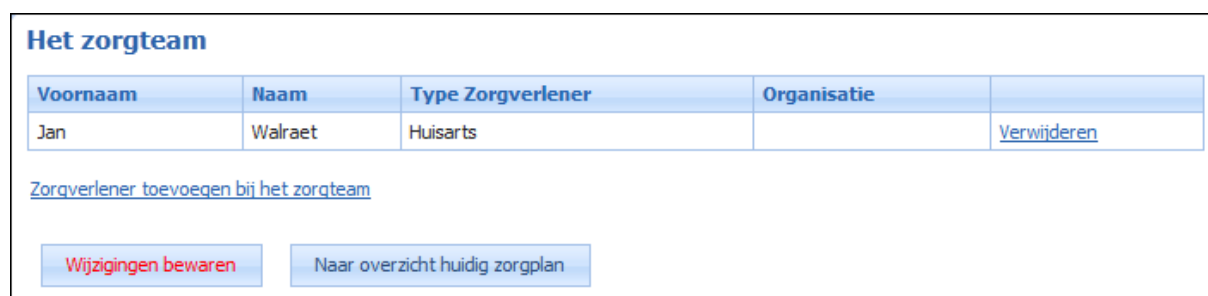 Het zorgteam
Voornaam Naam Type Zorgverlener Organisatie
Jan Walraet Huisarts Verwijderen
Zorgverlener toevoegen bij het zorgteam
Wijzigingen bewaren Naar overzicht huidig zorgplan